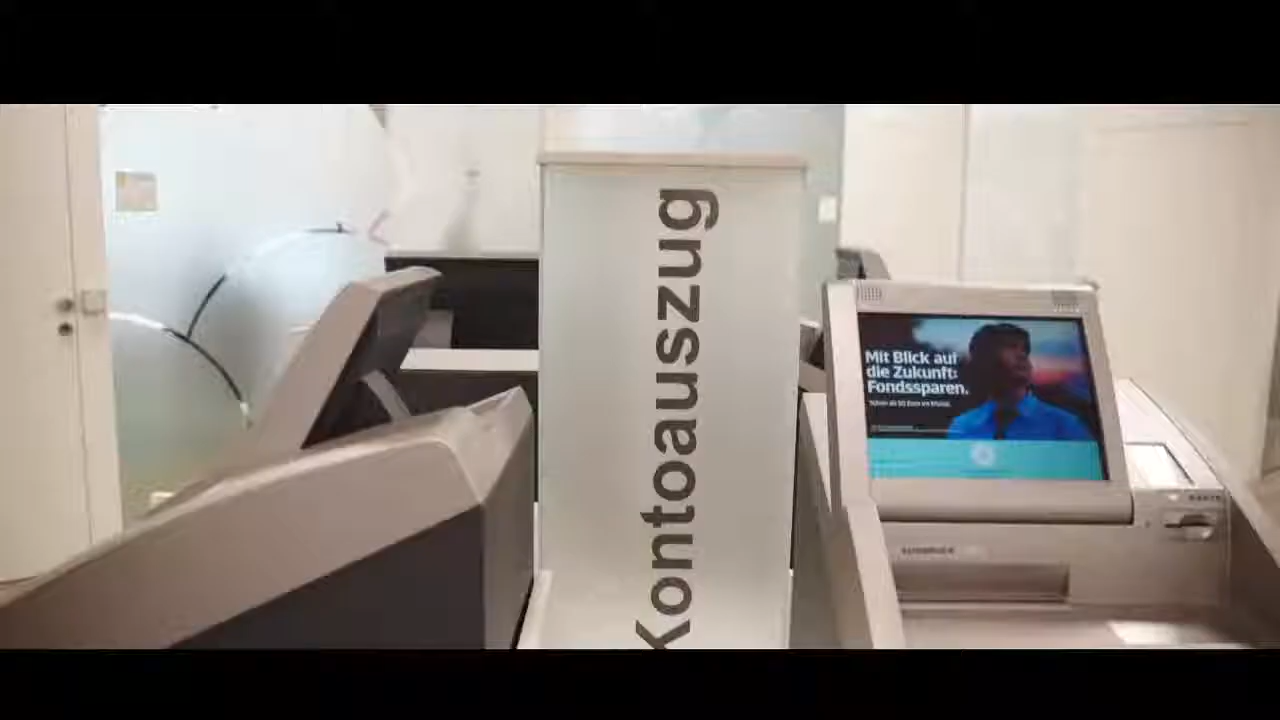 Kontoauszug
Mit Blick auf
die Zukunft:
Fondssparen.